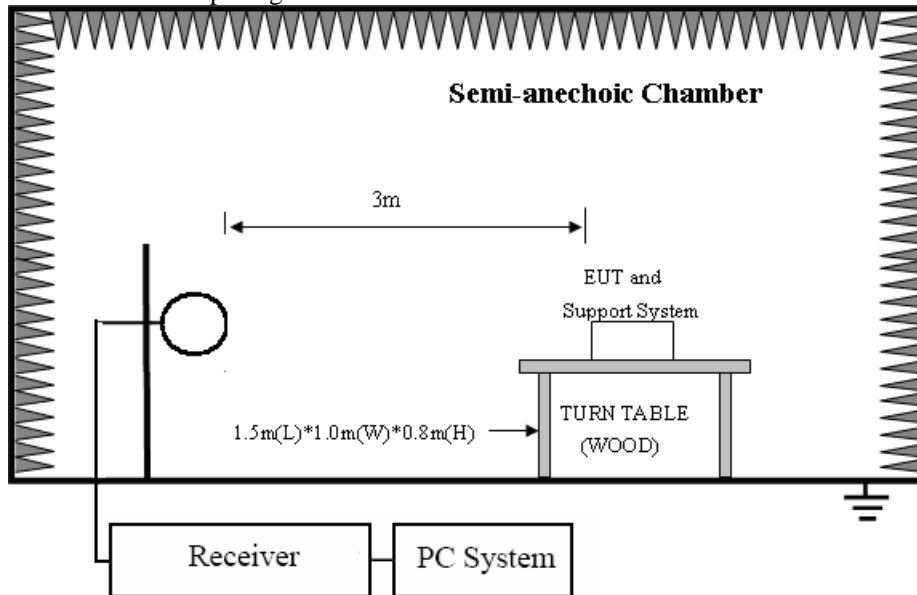 Semi-anechoic Chamber
3m
EUT and
Support System
1.5m(L)*1.0m(W)*0.8m(H)
TURN TABLE
(WOOD)
Receiver
PC System